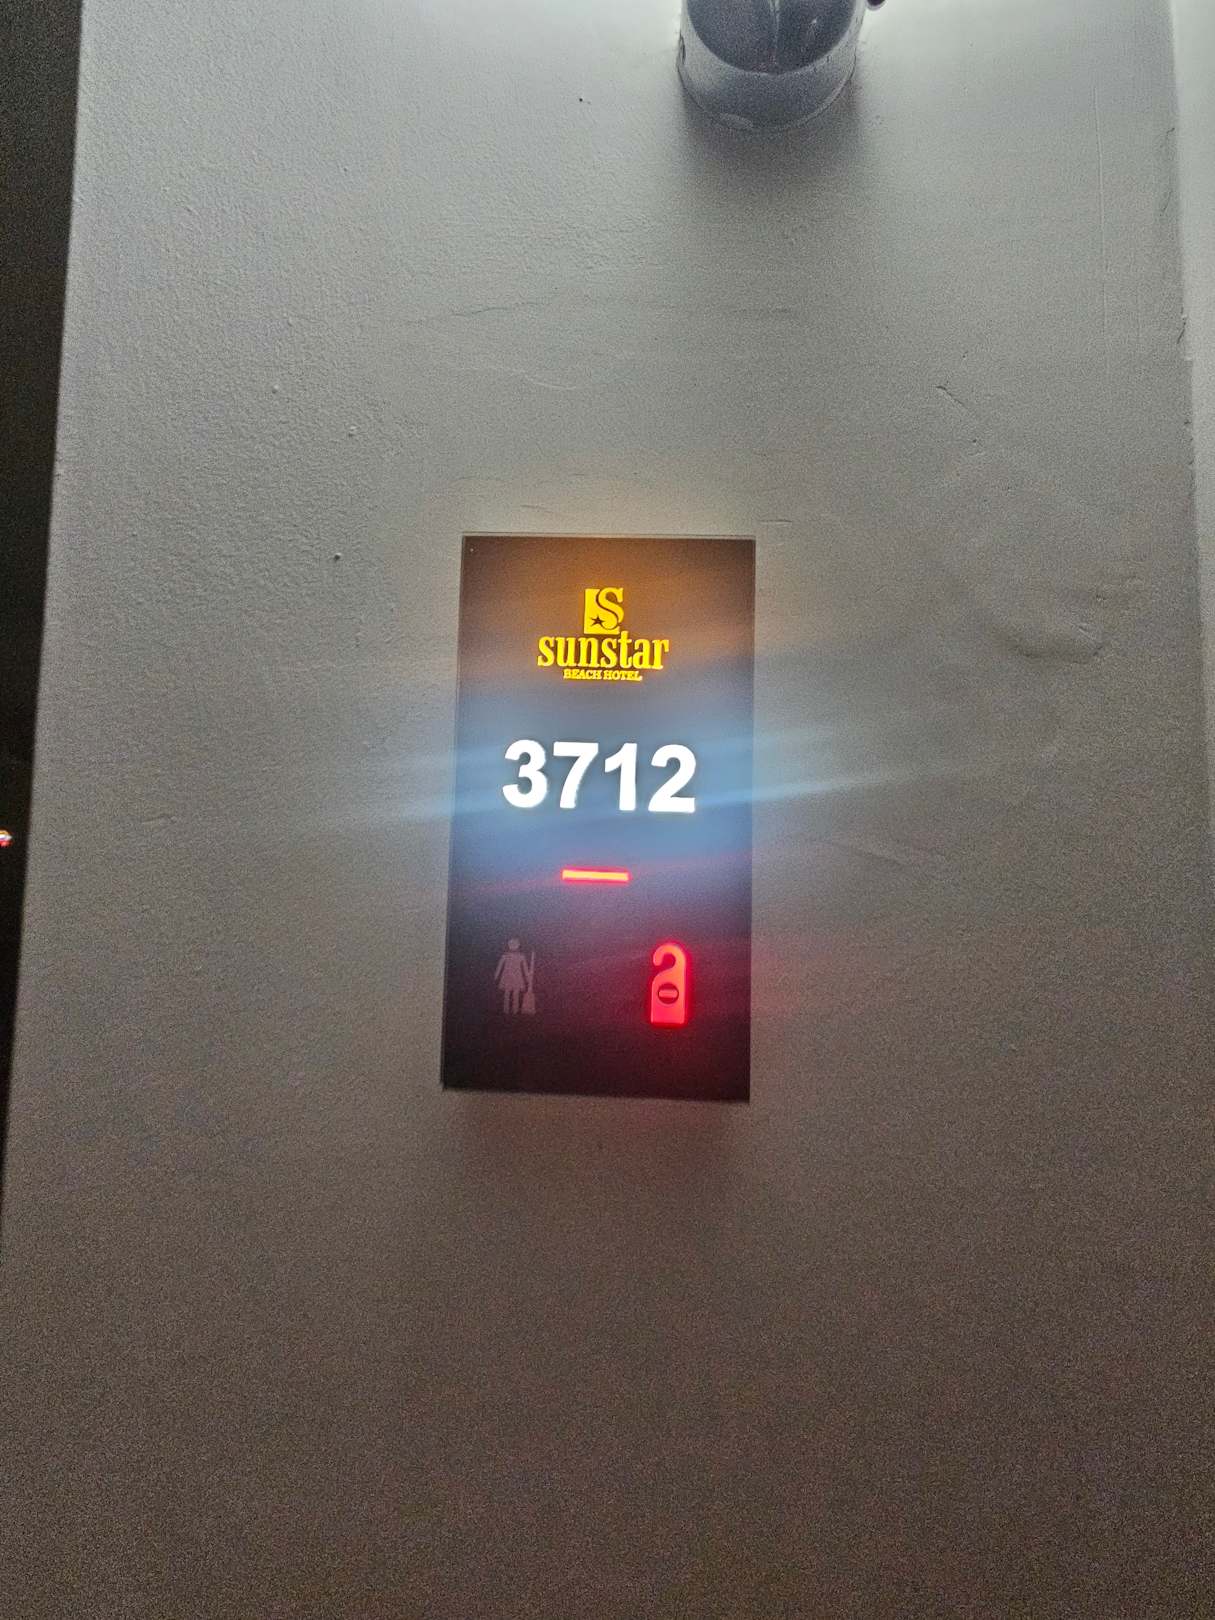 S
sunstar
BEACH HOTEL
3712